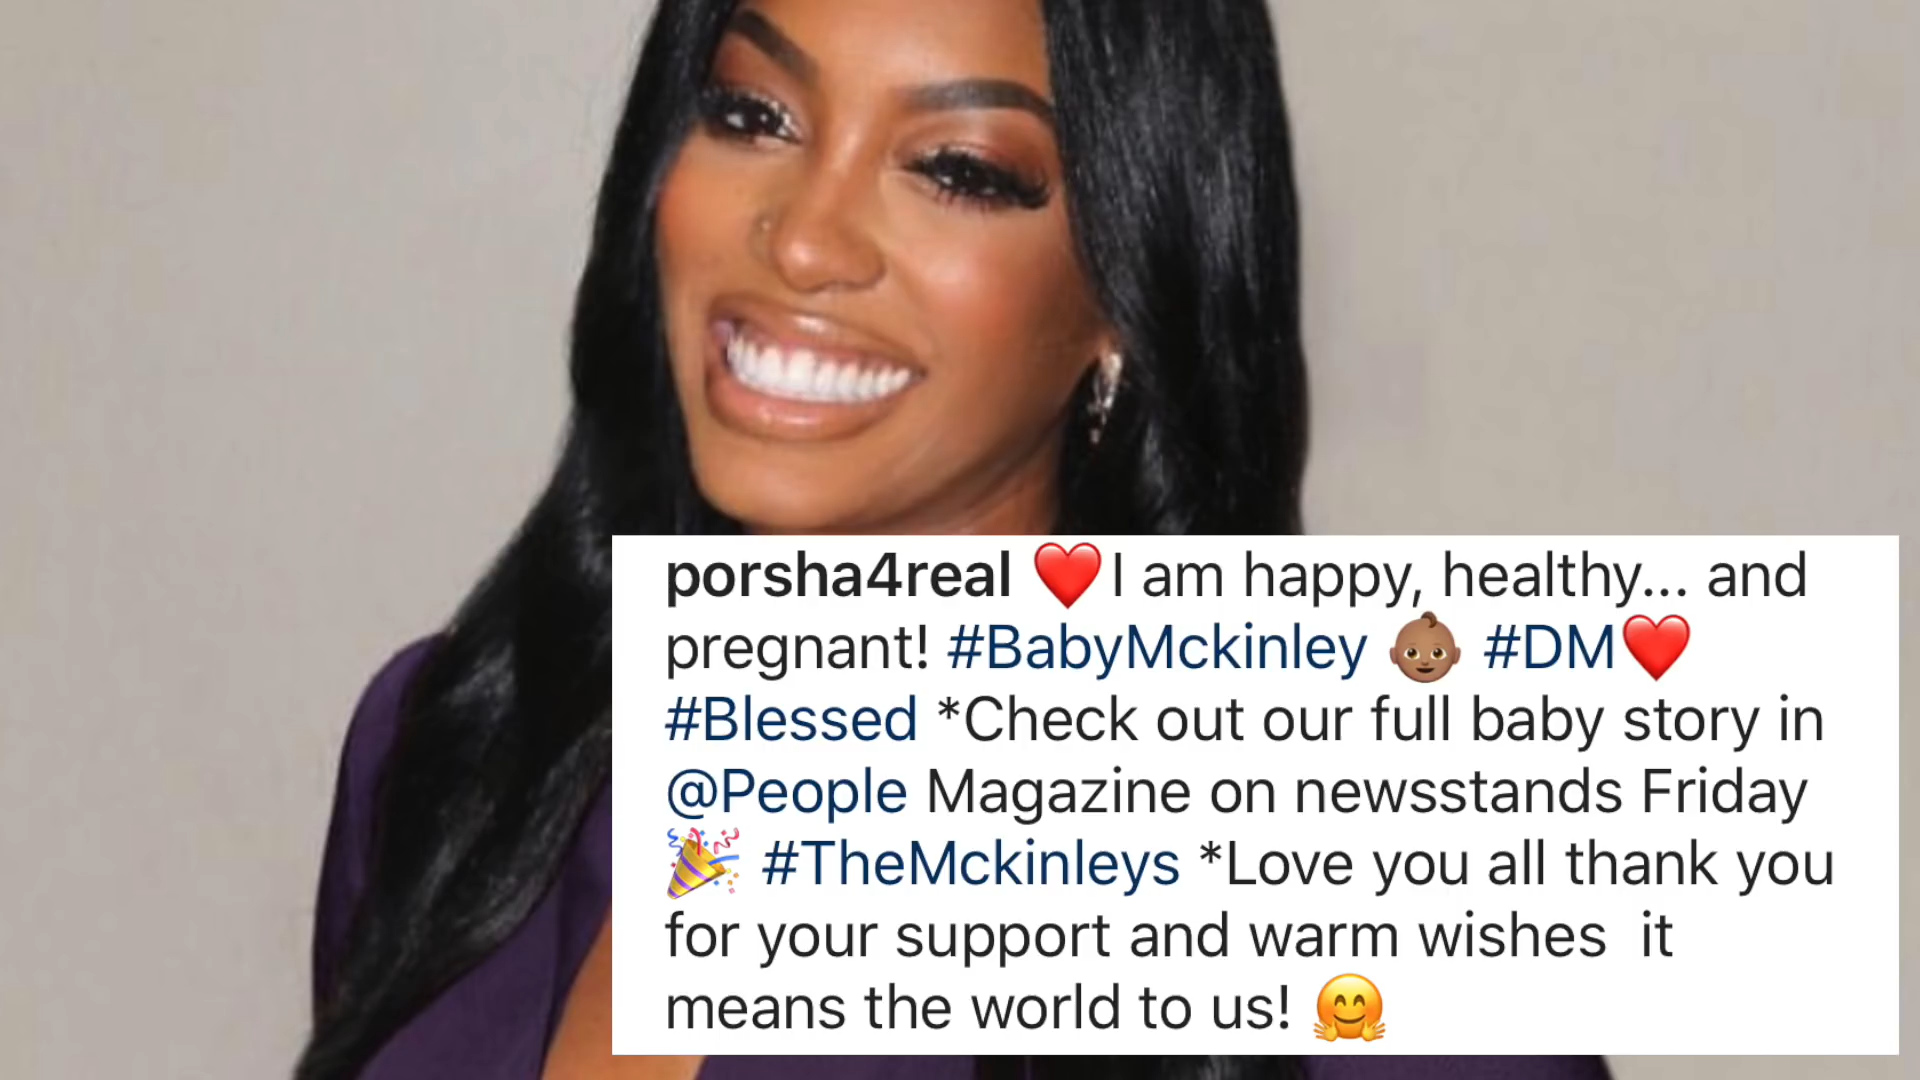 porsha4real ❤️I am happy, healthy... and
pregnant! #BabyMckinley 👶🏾 #DM❤️
#Blessed *Check out our full baby story in
@People Magazine on newsstands Friday
🎉 #TheMckinleys *Love you all thank you
for your support and warm wishes  it
means the world to us! 🤗